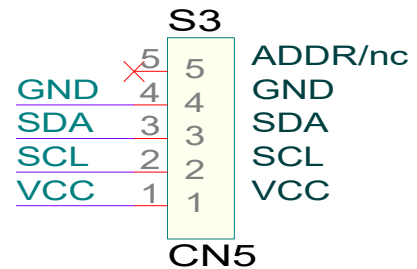 S3
5 5 ADDR/nc
GND 4 4 GND
SDA 3 3 SDA
SCL 2 2 SCL
VCC 1 1 VCC
CN5